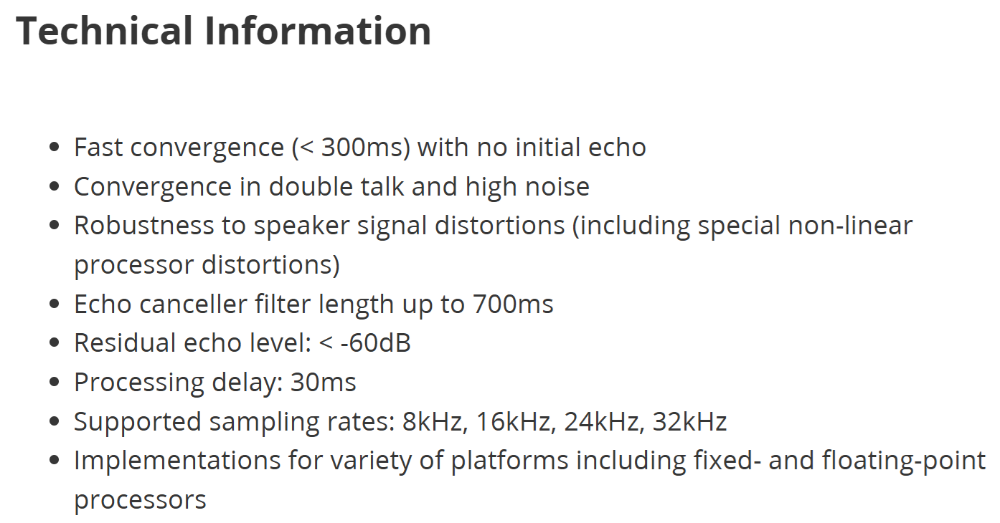 Technical Information
Fast convergence (< 300ms) with no initial echo
Convergence in double talk and high noise
Robustness to speaker signal distortions (including special non-linear
processor distortions)
Echo canceller filter length up to 700ms
Residual echo level: < -60dB
Processing delay: 30ms
Supported sampling rates: 8kHz, 16kHz, 24kHz, 32kHz
Implementations for variety of platforms including fixed- and floating-point
processors